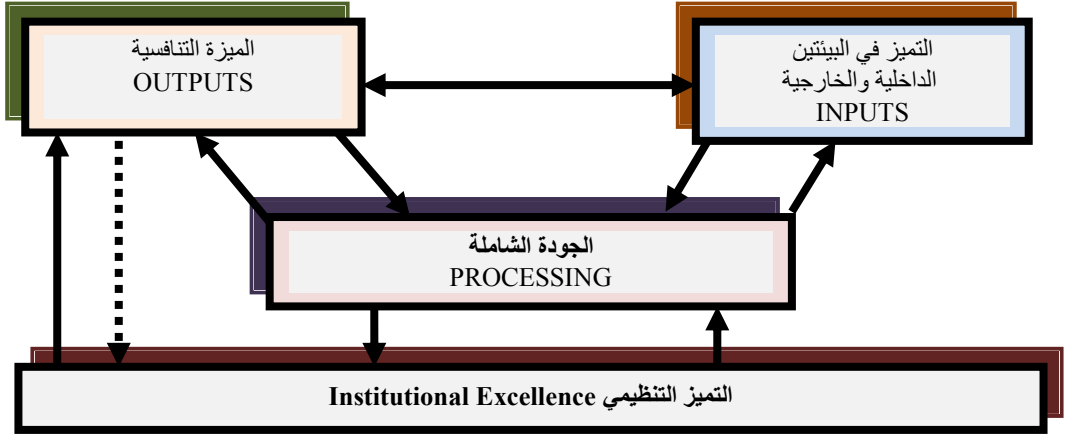 التميز في البيئتين
الداخلية والخارجية
INPUTS
الميزة التنافسية
OUTPUTS
الجودة الشاملة
PROCESSING
التميز التنظيمي Institutional Excellence